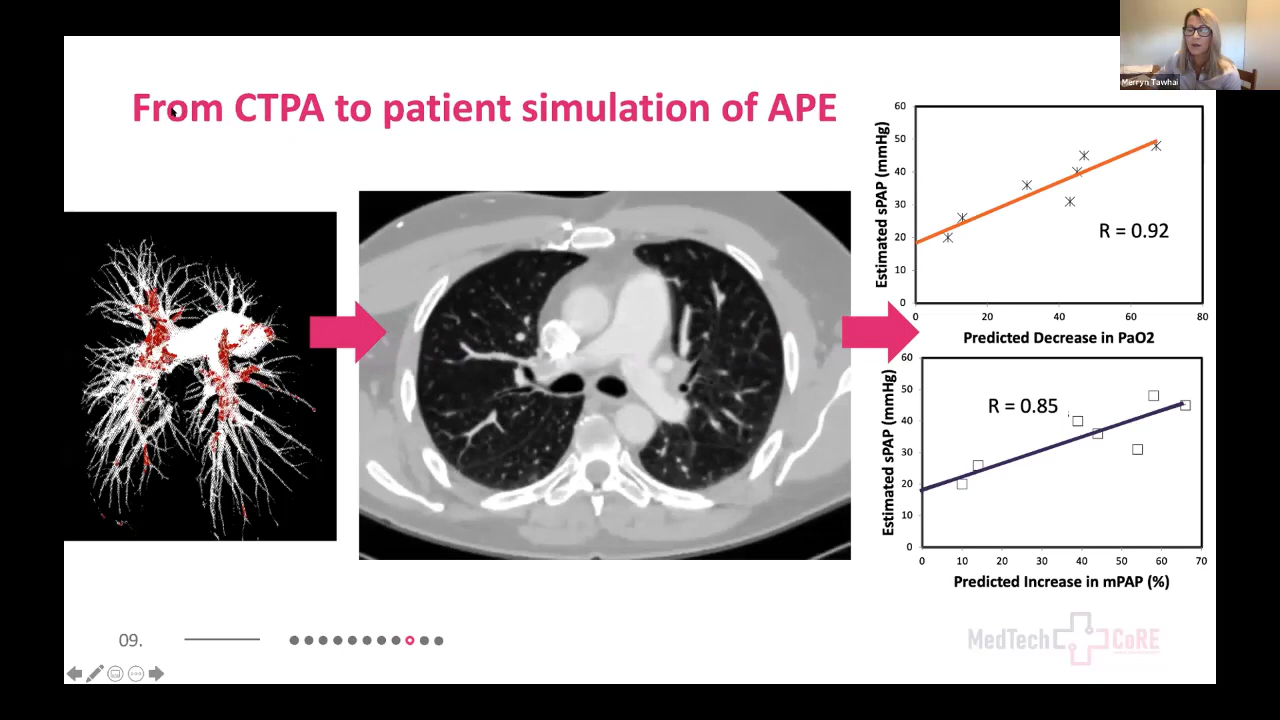 Merryn Tawhai
From CTPA to patient simulation of APE
Estimated sPAP (mmHg)
60
50
40
30
20
10
0
R = 0.92
0 20 40 60 80
Predicted Decrease in PaO2
Estimated sPAP (mmHg)
60
50
40
30
20
10
0
R = 0.85
0 10 20 30 40 50 60 70
Predicted Increase in mPAP (%)
09.
MedTech CoRE